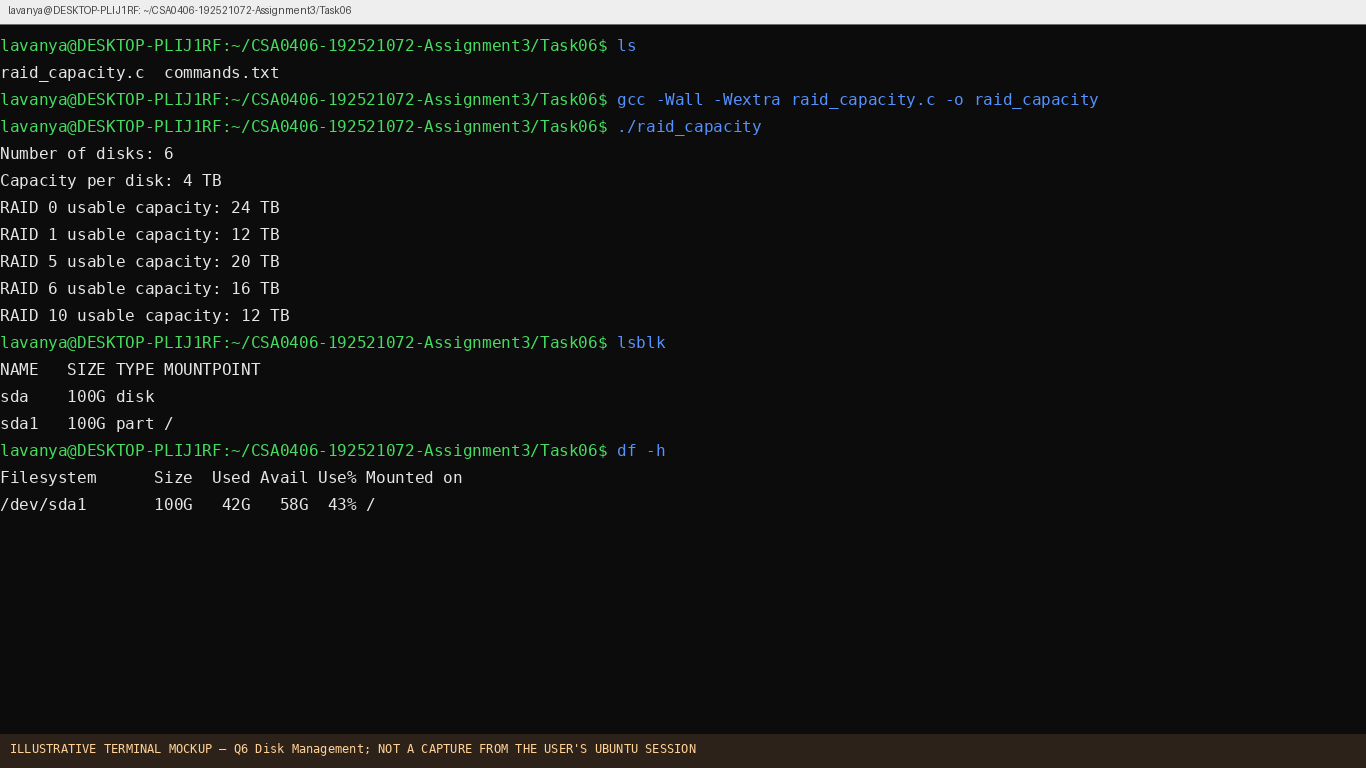 lavanya@DESKTOP-PLIJ1RF: ~/CSA0406-192521072-Assignment3/Task06
lavanya@DESKTOP-PLIJ1RF:~/CSA0406-192521072-Assignment3/Task06$ ls
raid_capacity.c  commands.txt
lavanya@DESKTOP-PLIJ1RF:~/CSA0406-192521072-Assignment3/Task06$ gcc -Wall -Wextra raid_capacity.c -o raid_capacity
lavanya@DESKTOP-PLIJ1RF:~/CSA0406-192521072-Assignment3/Task06$ ./raid_capacity
Number of disks: 6
Capacity per disk: 4 TB
RAID 0 usable capacity: 24 TB
RAID 1 usable capacity: 12 TB
RAID 5 usable capacity: 20 TB
RAID 6 usable capacity: 16 TB
RAID 10 usable capacity: 12 TB
lavanya@DESKTOP-PLIJ1RF:~/CSA0406-192521072-Assignment3/Task06$ lsblk
NAME   SIZE TYPE MOUNTPOINT
sda    100G disk
sda1   100G part /
lavanya@DESKTOP-PLIJ1RF:~/CSA0406-192521072-Assignment3/Task06$ df -h
Filesystem      Size  Used Avail Use% Mounted on
/dev/sda1       100G   42G   58G  43% /
ILLUSTRATIVE TERMINAL MOCKUP — Q6 Disk Management; NOT A CAPTURE FROM THE USER'S UBUNTU SESSION